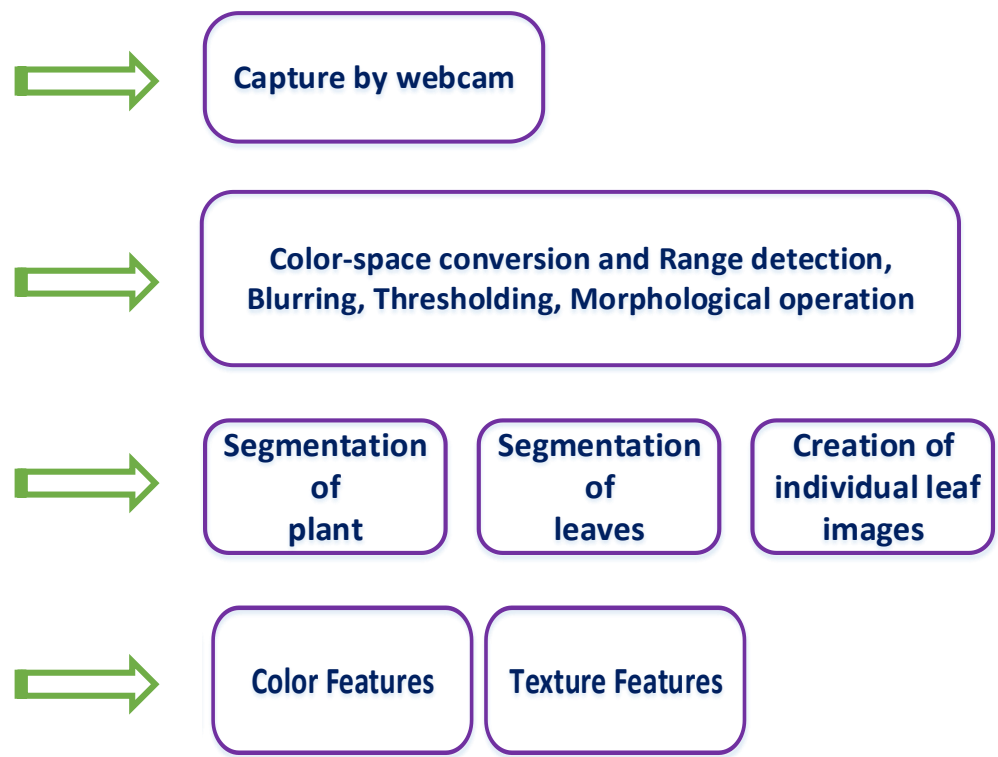 Capture by webcam
Color-space conversion and Range detection,
Blurring, Thresholding, Morphological operation
Segmentation
of
plant
Segmentation
of
leaves
Creation of
individual leaf
images
Color Features
Texture Features